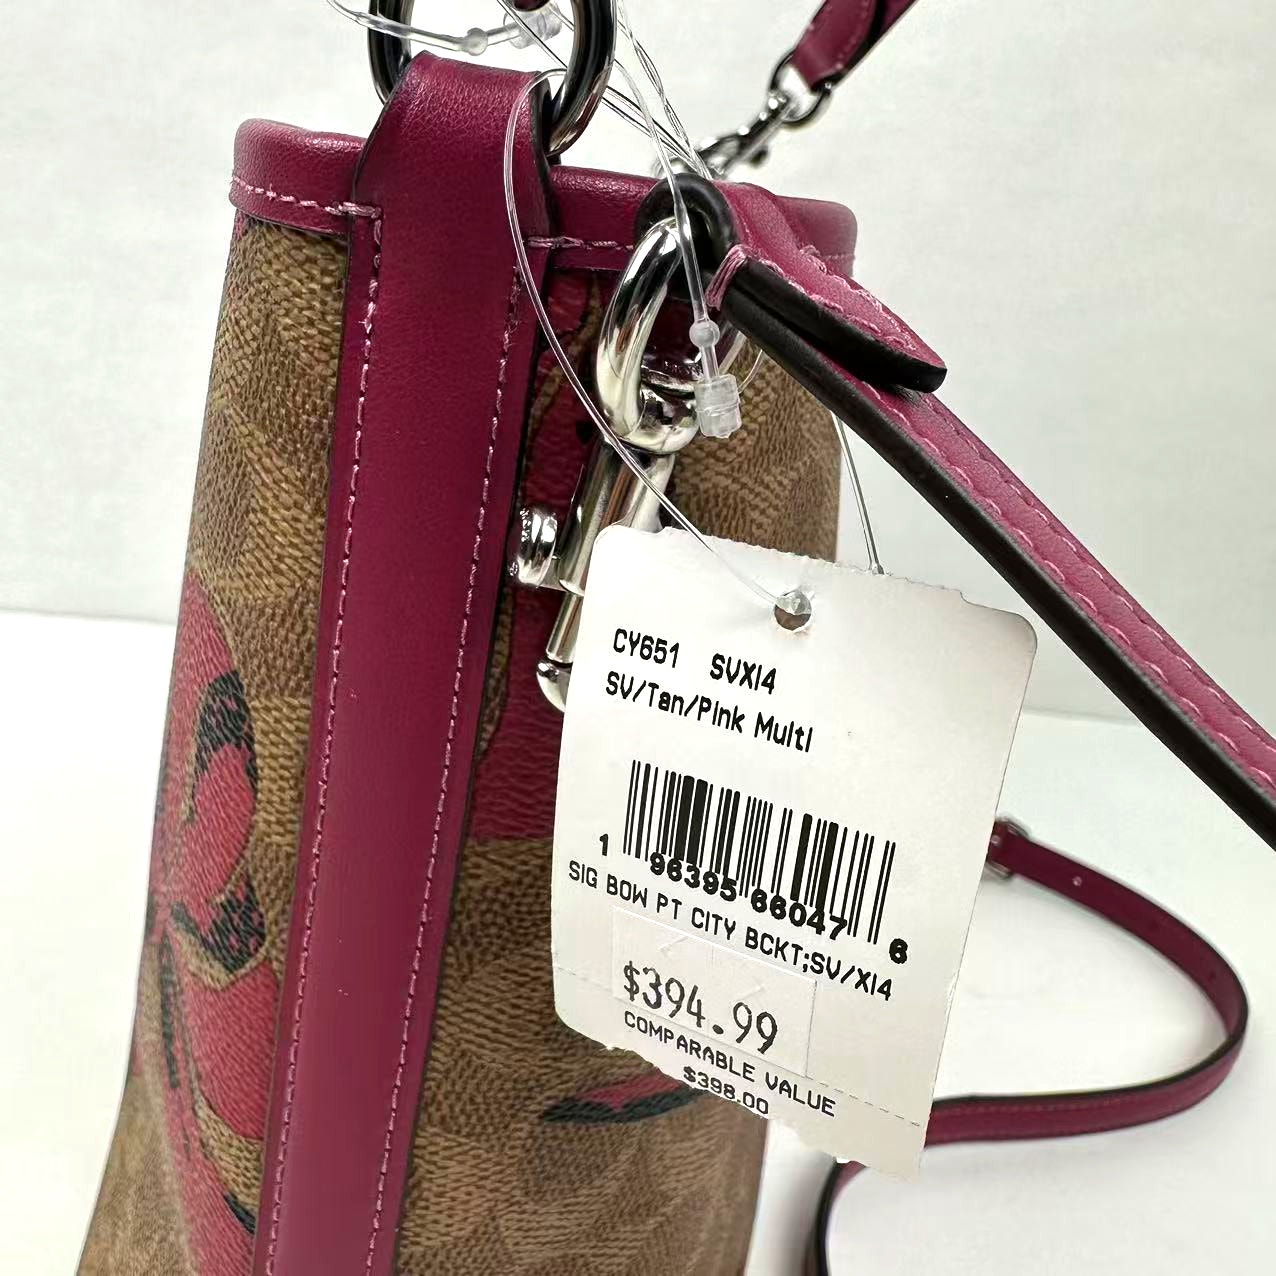 CY651 SVXI4
SV/Tan/Pink Multi
1 96395 66047 6
SIG BOW PT CITY BCKT;SV/XI4
$394.99
COMPARABLE VALUE
$398.00